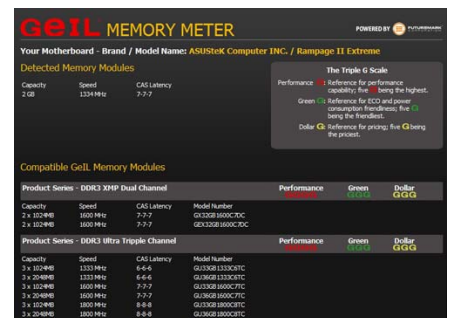 GeIL MEMORY METER
POWERED BY FUTUREMARK
Your Motherboard - Brand / Model Name: ASUSTeK Computer INC. / Rampage II Extreme
Detected Memory Modules
Capacity Speed CAS Latency
2 GB 1334 MHz 7-7-7
The Triple G Scale
Performance G: Reference for performance
capability; five G being the highest.
Green G: Reference for ECO and power
consumption friendliness; five G
being the friendliest.
Dollar G: Reference for pricing; five G being
the priciest.
Compatible GeIL Memory Modules
Product Series - DDR3 XMP Dual Channel Performance Green Dollar
GGG GGG
Capacity Speed CAS Latency Model Number
2 x 1024MB 1600 MHz 7-7-7 GX32GB1600C7DC
2 x 1024MB 1600 MHz 7-7-7 GEX32GB1600C7DC
Product Series - DDR3 Ultra Tripple Channel Performance Green Dollar
GGG GGG
Capacity Speed CAS Latency Model Number
3 x 1024MB 1333 MHz 6-6-6 GU33GB1333C6TC
3 x 2048MB 1333 MHz 6-6-6 GU36GB1333C6TC
3 x 1024MB 1600 MHz 7-7-7 GU33GB1600C7TC
3 x 2048MB 1600 MHz 7-7-7 GU36GB1600C7TC
3 x 1024MB 1800 MHz 8-8-8 GU33GB1800C8TC
3 x 2048MB 1800 MHz 8-8-8 GU36GB1800C8TC